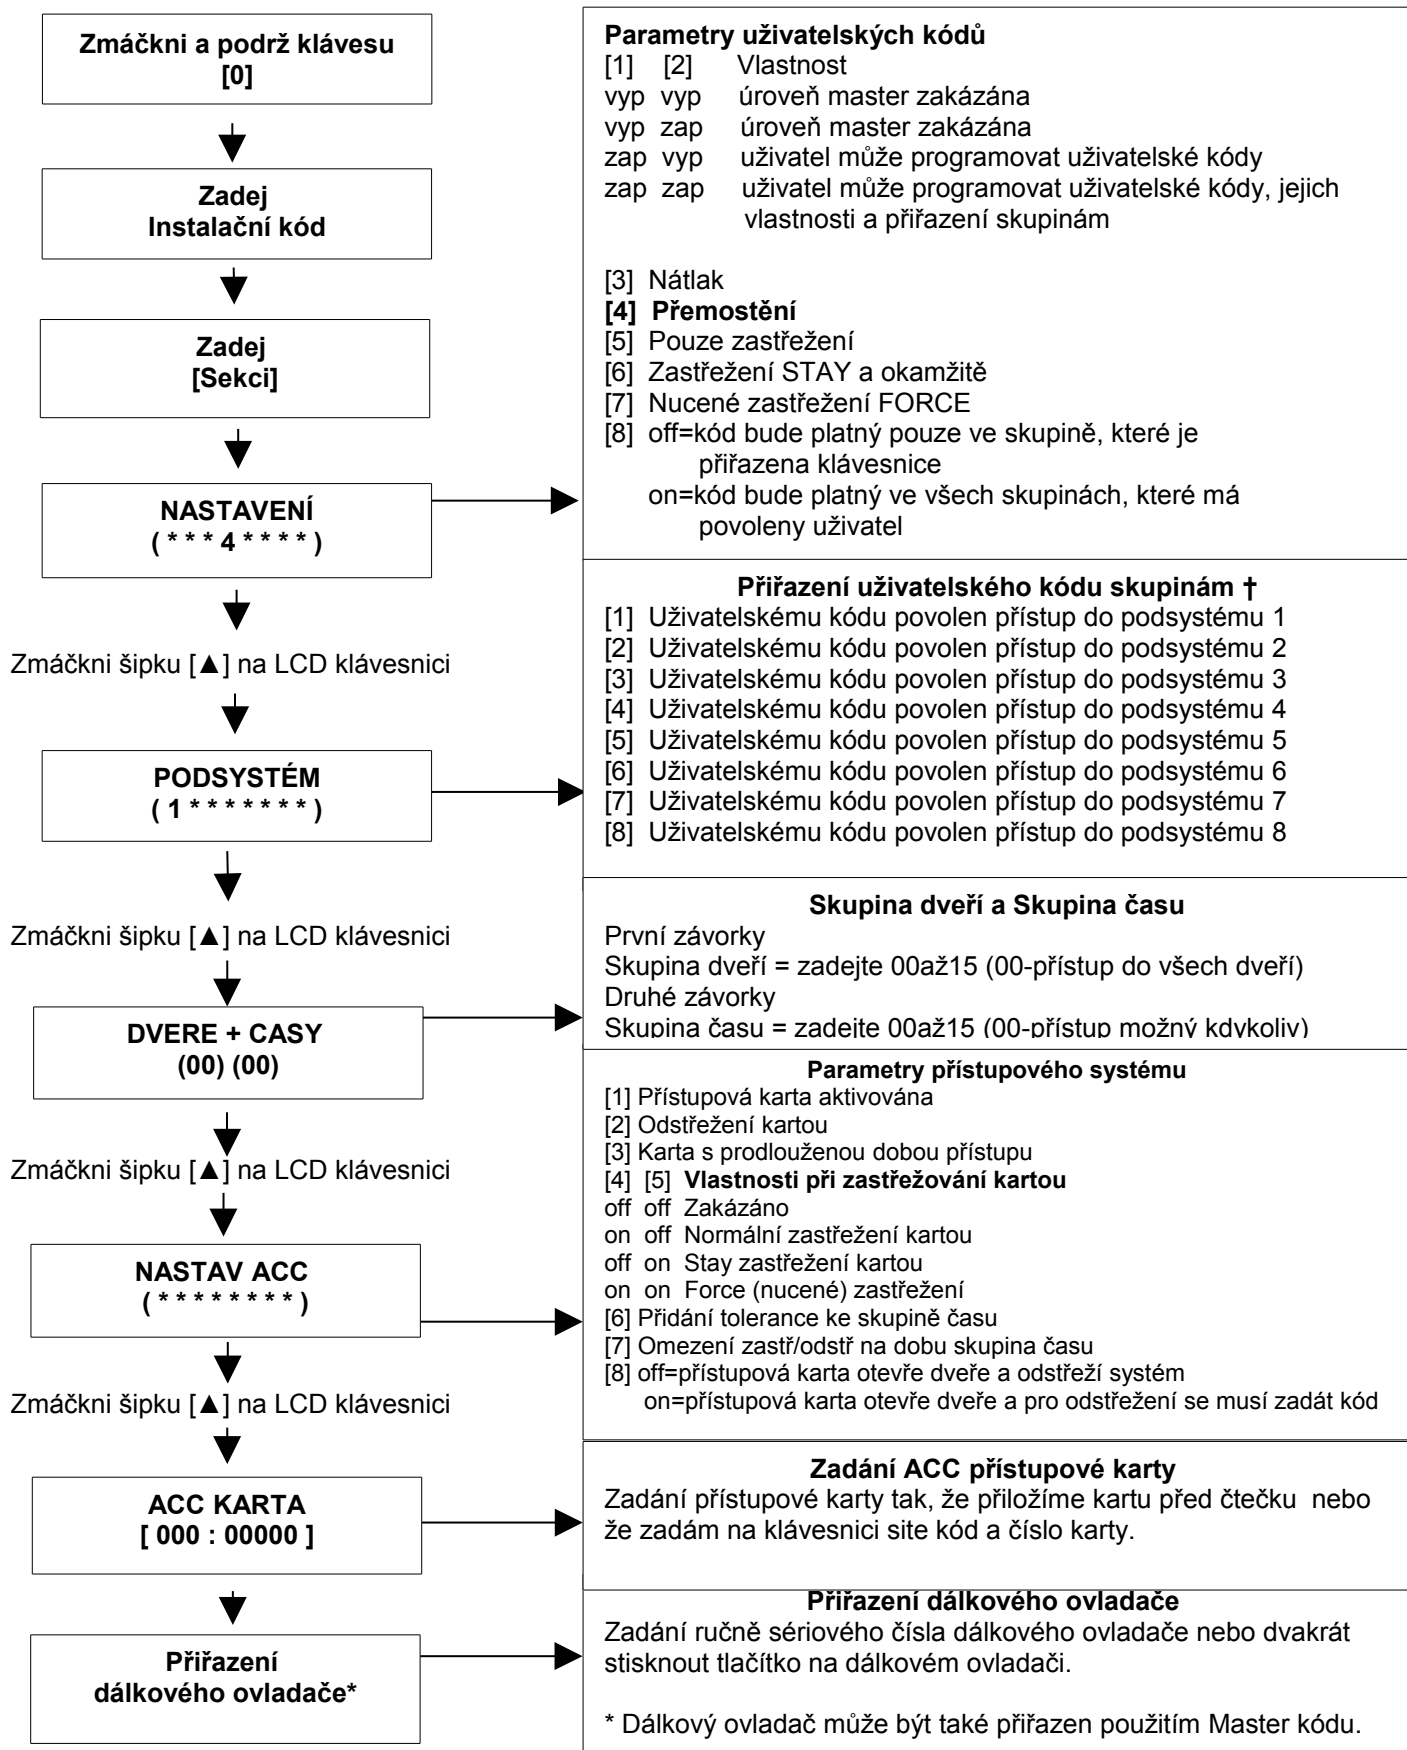 Zmáčkni a podrž klávesu
[0]
Zadej
Instalační kód
Zadej
[Sekci]
NASTAVENÍ
( * * * 4 * * * * )
Parametry uživatelských kódů
[1] [2] Vlastnost
vyp vyp úroveň master zakázána
vyp zap úroveň master zakázána
zap vyp uživatel může programovat uživatelské kódy
zap zap uživatel může programovat uživatelské kódy, jejich
vlastnosti a přiřazení skupinám
[3] Nátlak
[4] Přemostění
[5] Pouze zastřežení
[6] Zastřežení STAY a okamžitě
[7] Nucené zastřežení FORCE
[8] off=kód bude platný pouze ve skupině, které je
přiřazena klávesnice
on=kód bude platný ve všech skupinách, které má
povoleny uživatel
Zmáčkni šipku [▲] na LCD klávesnici
PODSYSTÉM
( 1 * * * * * * * )
Přiřazení uživatelského kódu skupinám †
[1] Uživatelskému kódu povolen přístup do podsystému 1
[2] Uživatelskému kódu povolen přístup do podsystému 2
[3] Uživatelskému kódu povolen přístup do podsystému 3
[4] Uživatelskému kódu povolen přístup do podsystému 4
[5] Uživatelskému kódu povolen přístup do podsystému 5
[6] Uživatelskému kódu povolen přístup do podsystému 6
[7] Uživatelskému kódu povolen přístup do podsystému 7
[8] Uživatelskému kódu povolen přístup do podsystému 8
Zmáčkni šipku [▲] na LCD klávesnici
DVERE + CASY
(00) (00)
Skupina dveří a Skupina času
První závorky
Skupina dveří = zadejte 00až15 (00-přístup do všech dveří)
Druhé závorky
Skupina času = zadejte 00až15 (00-přístup možný kdykoliv)
Zmáčkni šipku [▲] na LCD klávesnici
NASTAV ACC
( * * * * * * * * )
Parametry přístupového systému
[1] Přístupová karta aktivována
[2] Odstřežení kartou
[3] Karta s prodlouženou dobou přístupu
[4] [5] Vlastnosti při zastřežování kartou
off off Zakázáno
on off Normální zastřežení kartou
off on Stay zastřežení kartou
on on Force (nucené) zastřežení
[6] Přidání tolerance ke skupině času
[7] Omezení zastř/odstř na dobu skupina času
[8] off=přístupová karta otevře dveře a odstřeží systém
on=přístupová karta otevře dveře a pro odstřežení se musí zadát kód
Zmáčkni šipku [▲] na LCD klávesnici
ACC KARTA
[ 000 : 00000 ]
Zadání ACC přístupové karty
Zadání přístupové karty tak, že přiložíme kartu před čtečku nebo
že zadám na klávesnici site kód a číslo karty.
Přiřazení
dálkového ovladače*
Přiřazení dálkového ovladače
Zadání ručně sériového čísla dálkového ovladače nebo dvakrát
stisknout tlačítko na dálkovém ovladači.
* Dálkový ovladač může být také přiřazen použitím Master kódu.